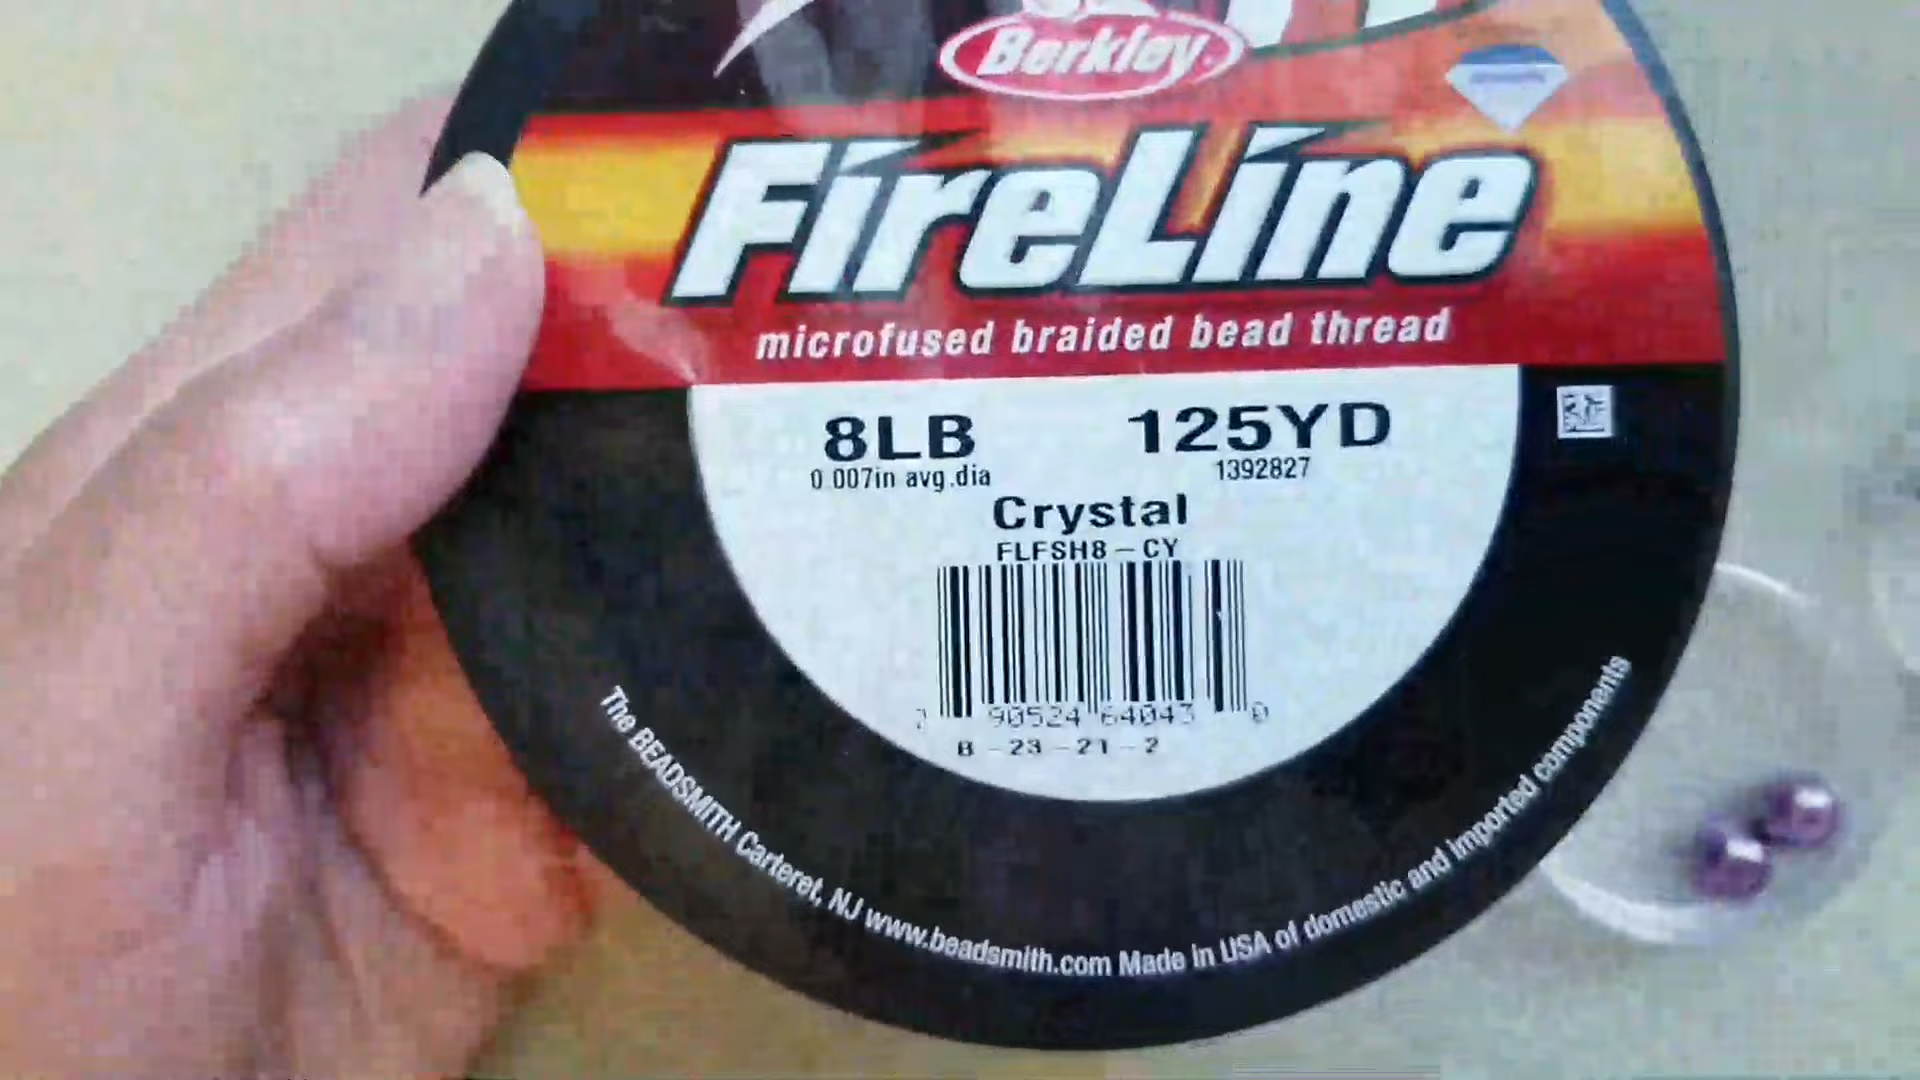 Berkley
FireLine
microfused braided bead thread
8LB 125YD
0.007in avg.dia 1392827
Crystal
FLFSH8-CY
7 90524 64043 0
B-23-21-2
The BEADSMITH Carteret, NJ www.beadsmith.com Made in USA of domestic and imported components